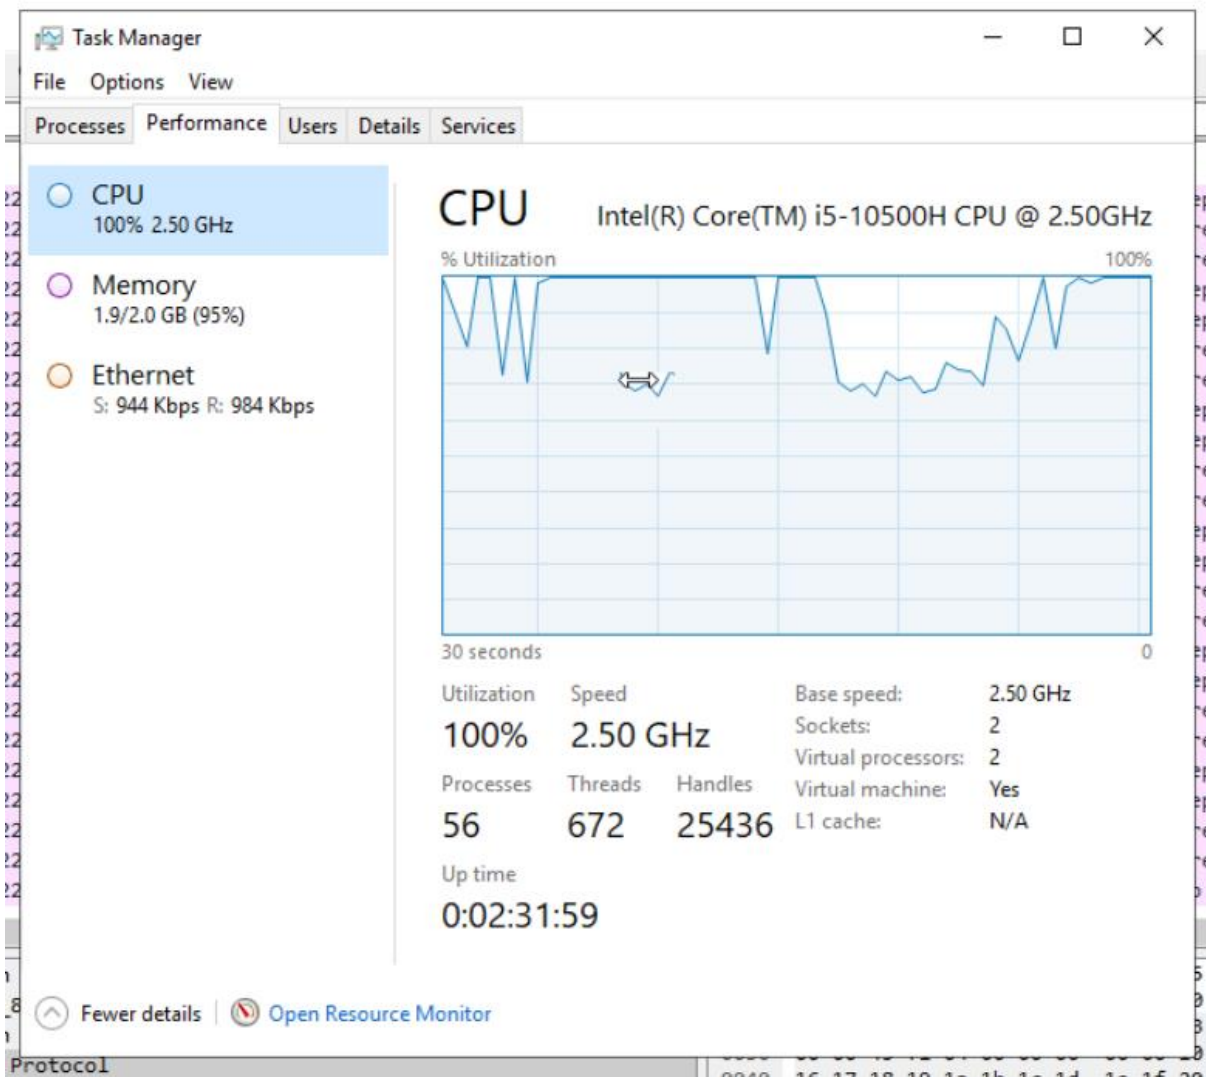 Task Manager
File Options View
Processes Performance Users Details Services
CPU
100% 2.50 GHz
Memory
1.9/2.0 GB (95%)
Ethernet
S: 944 Kbps R: 984 Kbps
CPU Intel(R) Core(TM) i5-10500H CPU @ 2.50GHz
% Utilization 100%
30 seconds 0
Utilization Speed
100% 2.50 GHz
Processes Threads Handles
56 672 25436
Up time
0:02:31:59
Base speed: 2.50 GHz
Sockets: 2
Virtual processors: 2
Virtual machine: Yes
L1 cache: N/A
Fewer details Open Resource Monitor
Protocol